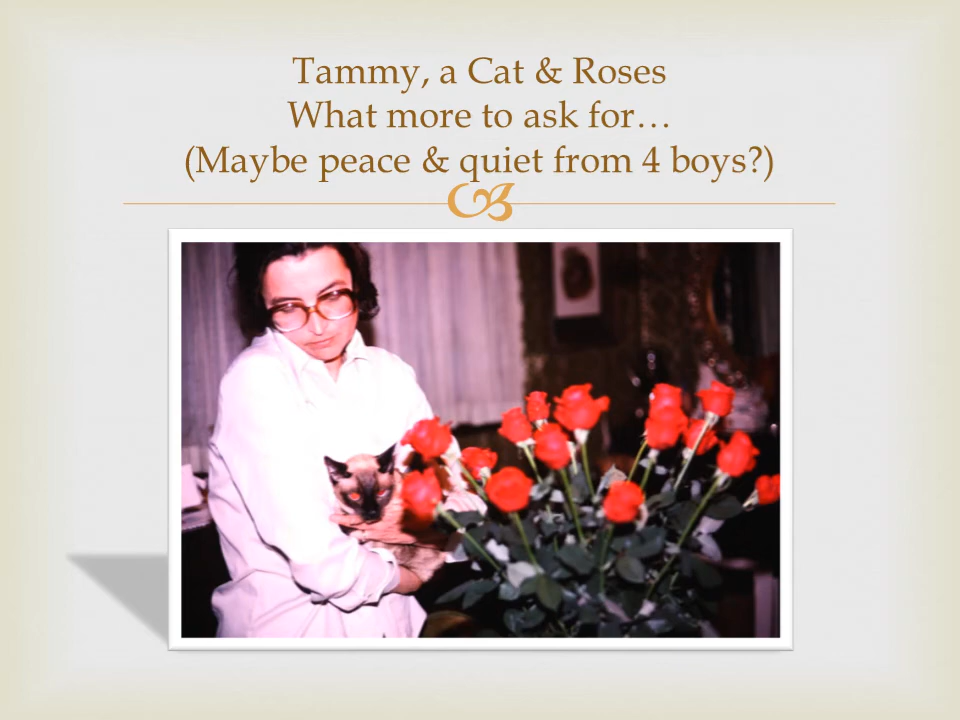 Tammy, a Cat & Roses
What more to ask for…
(Maybe peace & quiet from 4 boys?)